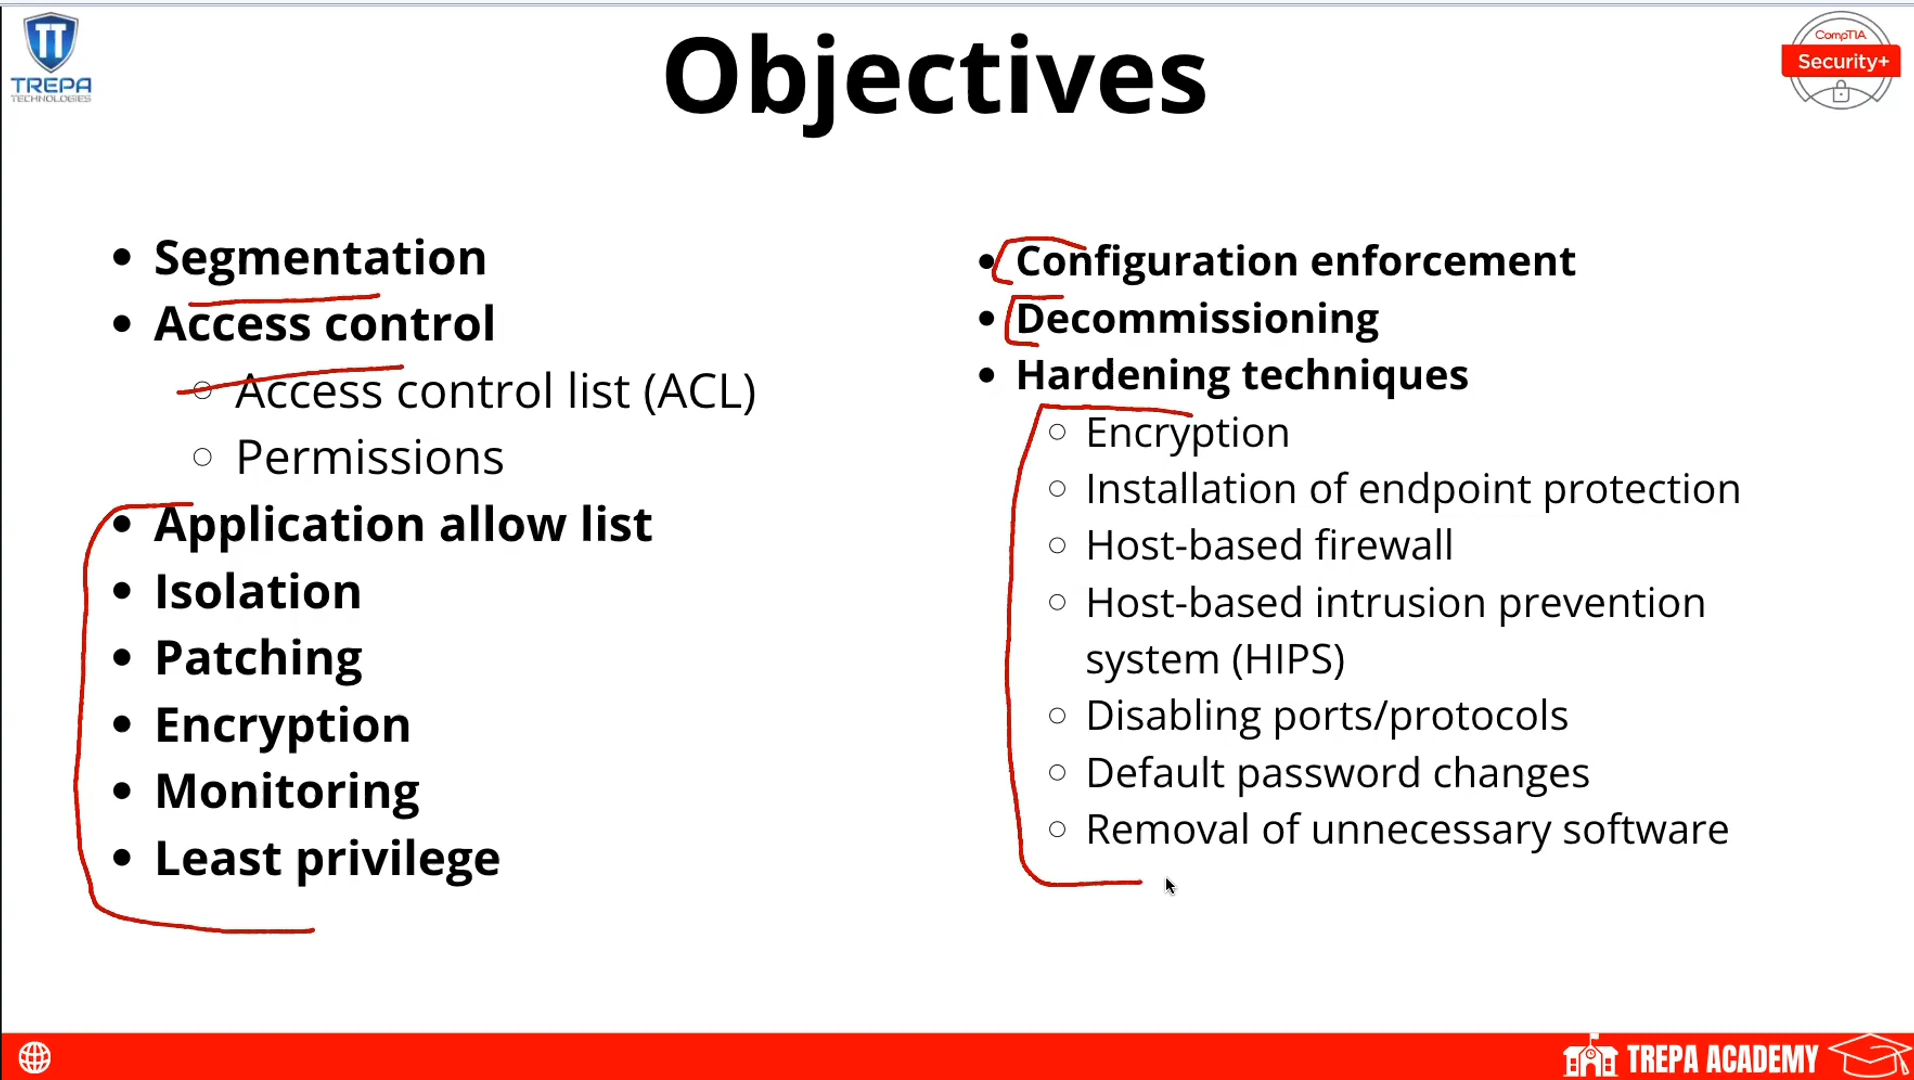 TREPA
TECHNOLOGIES
Objectives
CompTIA
Security+
Segmentation
Access control
Access control list (ACL)
Permissions
Application allow list
Isolation
Patching
Encryption
Monitoring
Least privilege
Configuration enforcement
Decommissioning
Hardening techniques
Encryption
Installation of endpoint protection
Host-based firewall
Host-based intrusion prevention
system (HIPS)
Disabling ports/protocols
Default password changes
Removal of unnecessary software
TREPA ACADEMY